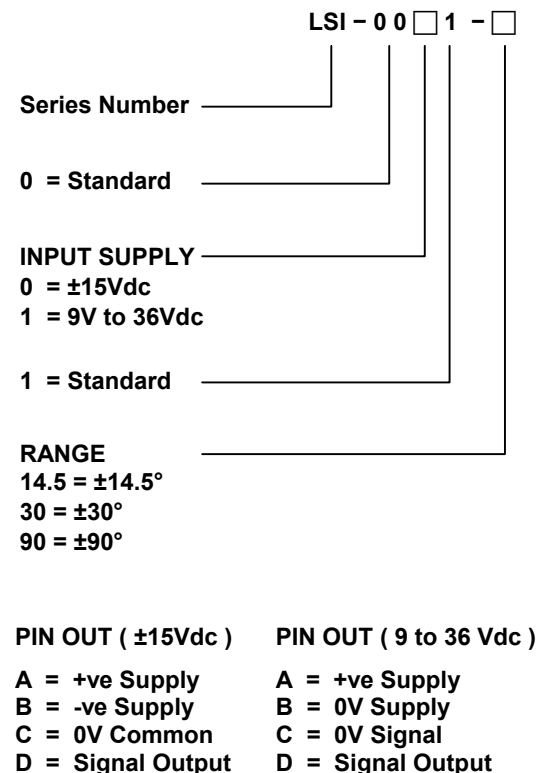 LSI – 0 0 □ 1 – □
Series Number
0 = Standard
INPUT SUPPLY
0 = ±15Vdc
1 = 9V to 36Vdc
1 = Standard
RANGE
14.5 = ±14.5°
30 = ±30°
90 = ±90°
PIN OUT ( ±15Vdc )
A = +ve Supply
B = -ve Supply
C = 0V Common
D = Signal Output
PIN OUT ( 9 to 36 Vdc )
A = +ve Supply
B = 0V Supply
C = 0V Signal
D = Signal Output